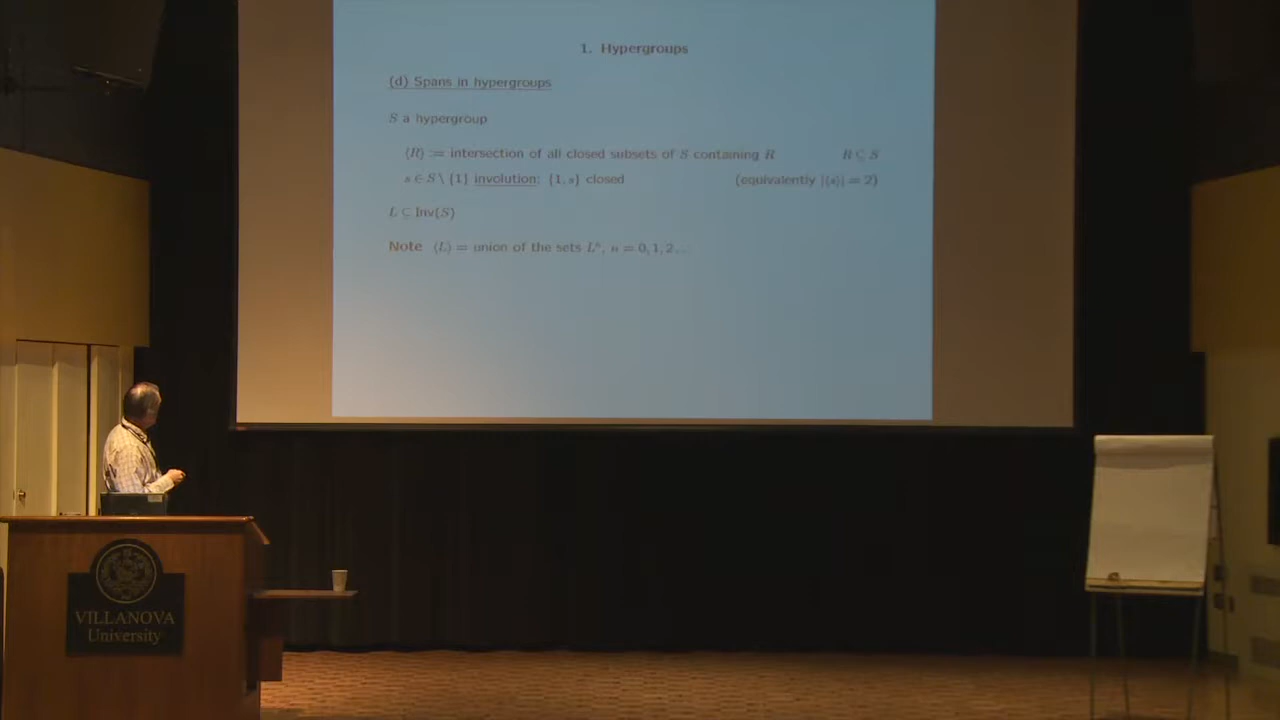 1. Hypergroups
(d) Spans in hypergroups
S a hypergroup
⟨R⟩ := intersection of all closed subsets of S containing R R ⊆ S
s ∈ S \ {1} involution: {1, s} closed (equivalently |⟨s⟩| = 2)
L ⊆ Inv(S)
Note ⟨L⟩ = union of the sets Lⁿ, n = 0, 1, 2 ...
VILLANOVA
University